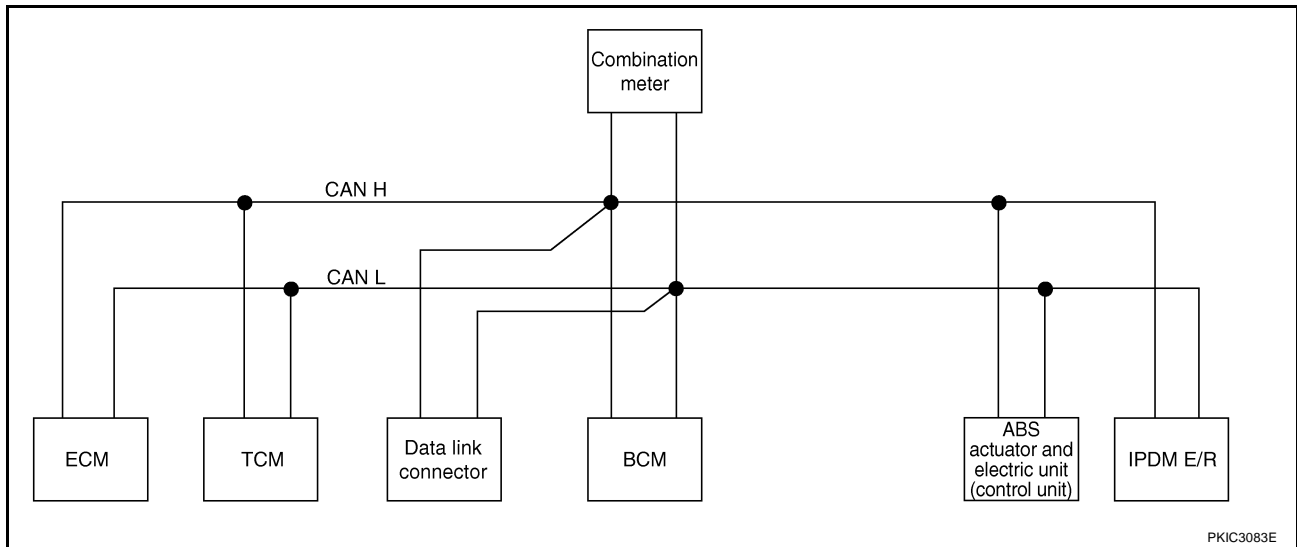 Combination
meter
CAN H
CAN L
ECM
TCM
Data link
connector
BCM
ABS
actuator and
electric unit
(control unit)
IPDM E/R
PKIC3083E